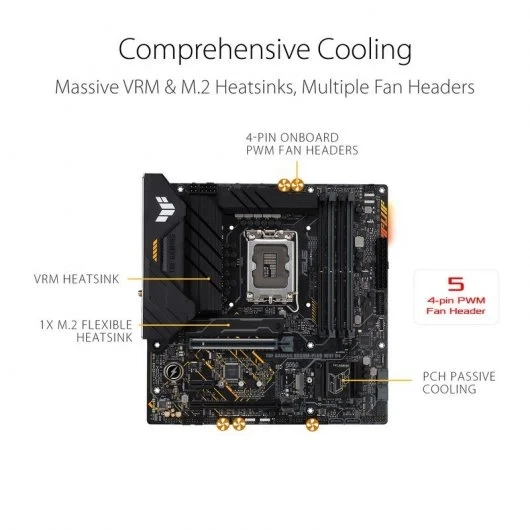 Comprehensive Cooling
Massive VRM & M.2 Heatsinks, Multiple Fan Headers
4-PIN ONBOARD
PWM FAN HEADERS
VRM HEATSINK
5
4-pin PWM
Fan Header
1X M.2 FLEXIBLE
HEATSINK
PCH PASSIVE
COOLING